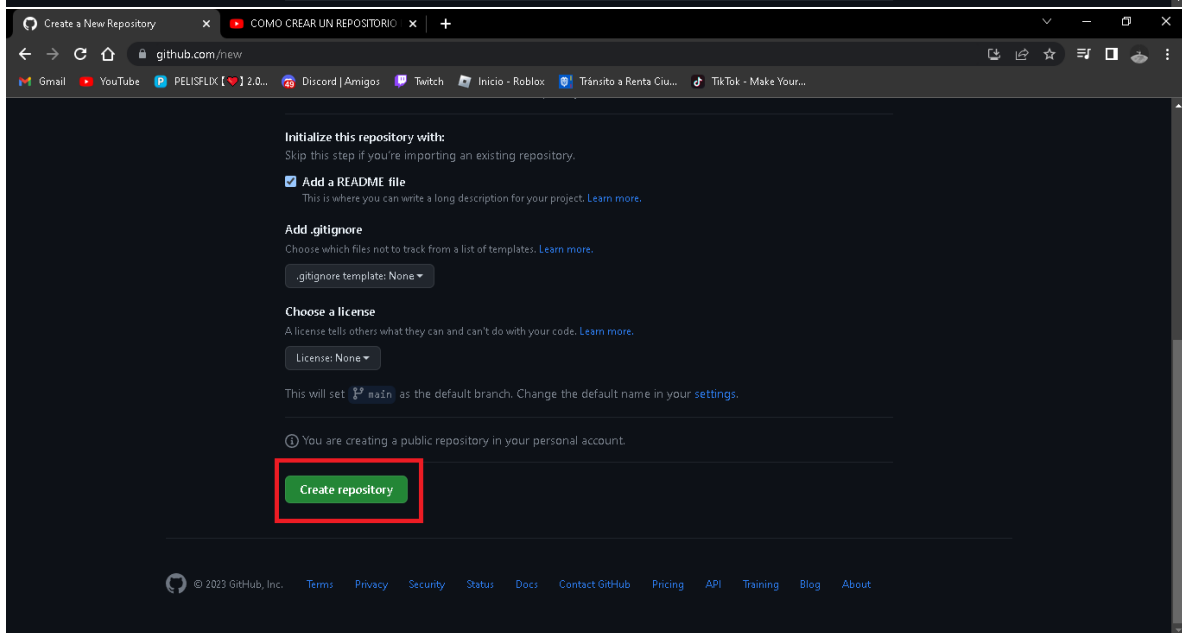 Create a New Repository
COMO CREAR UN REPOSITORIO
github.com/new
Gmail YouTube PELISFLIX【❤️】2.0... Discord | Amigos Twitch Inicio - Roblox Tránsito a Renta Ciu... TikTok - Make Your...
Initialize this repository with:
Skip this step if you're importing an existing repository.
Add a README file
This is where you can write a long description for your project. Learn more.
Add .gitignore
Choose which files not to track from a list of templates. Learn more.
.gitignore template: None
Choose a license
A license tells others what they can and can't do with your code. Learn more.
License: None
This will set main as the default branch. Change the default name in your settings.
You are creating a public repository in your personal account.
Create repository
© 2023 GitHub, Inc. Terms Privacy Security Status Docs Contact GitHub Pricing API Training Blog About